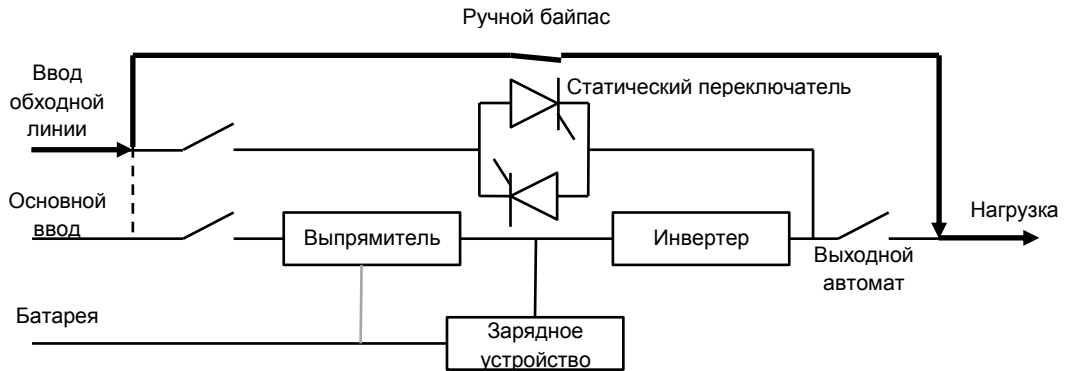 Ручной байпас
Ввод
обходной
линии
Статический переключатель
Основной
ввод
Выпрямитель
Инвертер
Нагрузка
Выходной
автомат
Батарея
Зарядное
устройство